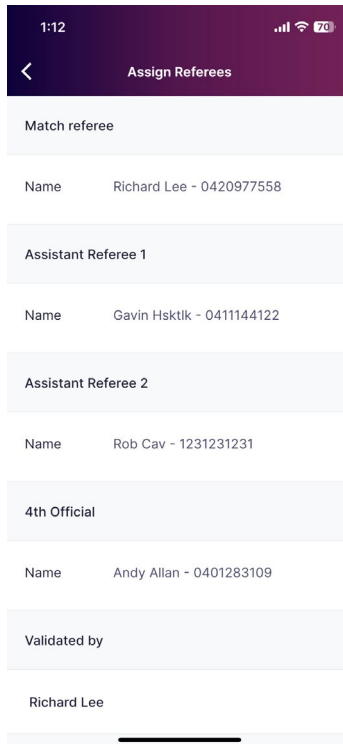 1:12
70
Assign Referees
Match referee
Name Richard Lee - 0420977558
Assistant Referee 1
Name Gavin Hsktlk - 0411144122
Assistant Referee 2
Name Rob Cav - 1231231231
4th Official
Name Andy Allan - 0401283109
Validated by
Richard Lee